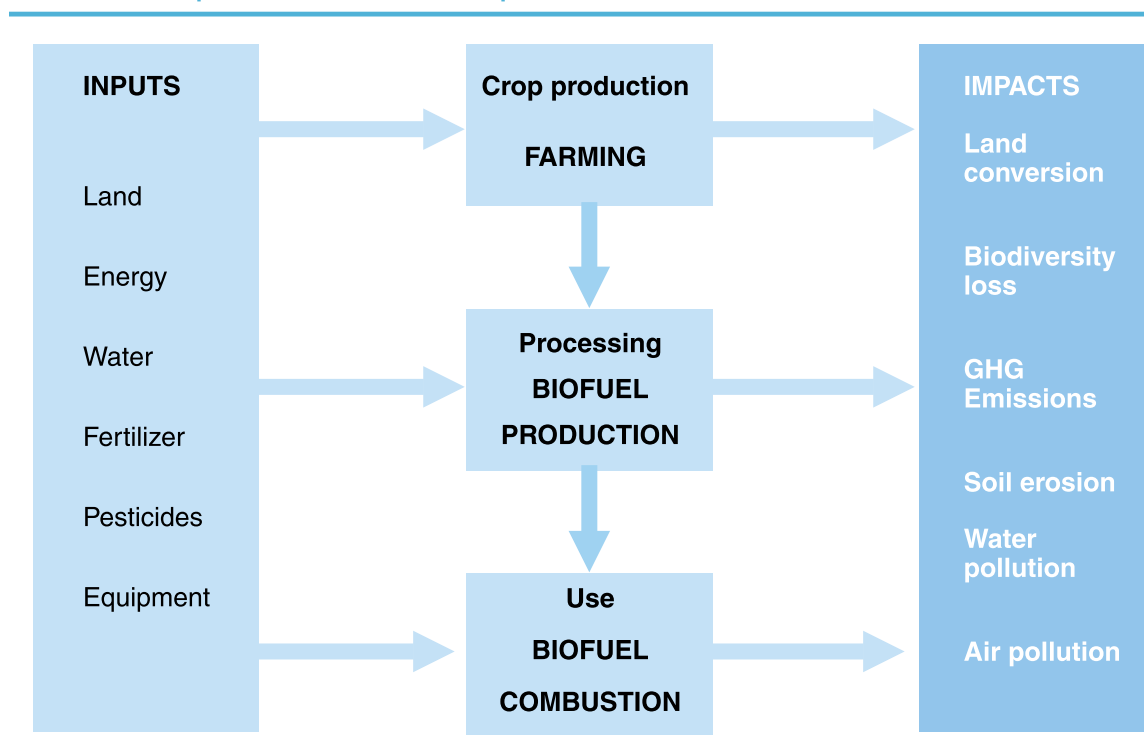 INPUTS
Land
Energy
Water
Fertilizer
Pesticides
Equipment
Crop production
FARMING
Processing
BIOFUEL
PRODUCTION
Use
BIOFUEL
COMBUSTION
IMPACTS
Land
conversion
Biodiversity
loss
GHG
Emissions
Soil erosion
Water
pollution
Air pollution